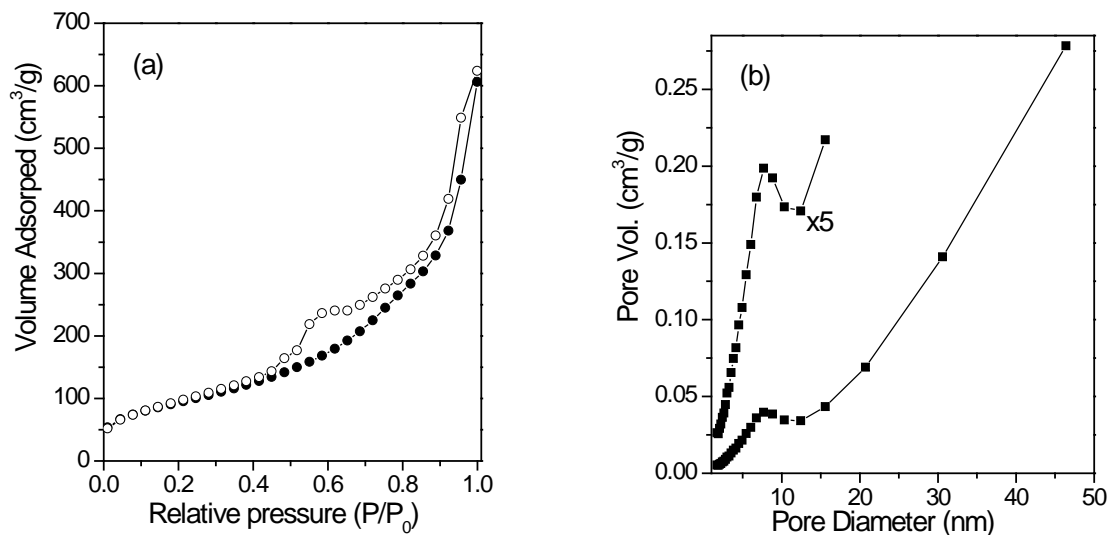 (a)
Volume Adsorped (cm³/g)
700
600
500
400
300
200
100
0
0.0 0.2 0.4 0.6 0.8 1.0
Relative pressure (P/P₀)
(b)
Pore Vol. (cm³/g)
0.25
0.20
0.15
0.10
0.05
0.00
x5
10 20 30 40 50
Pore Diameter (nm)